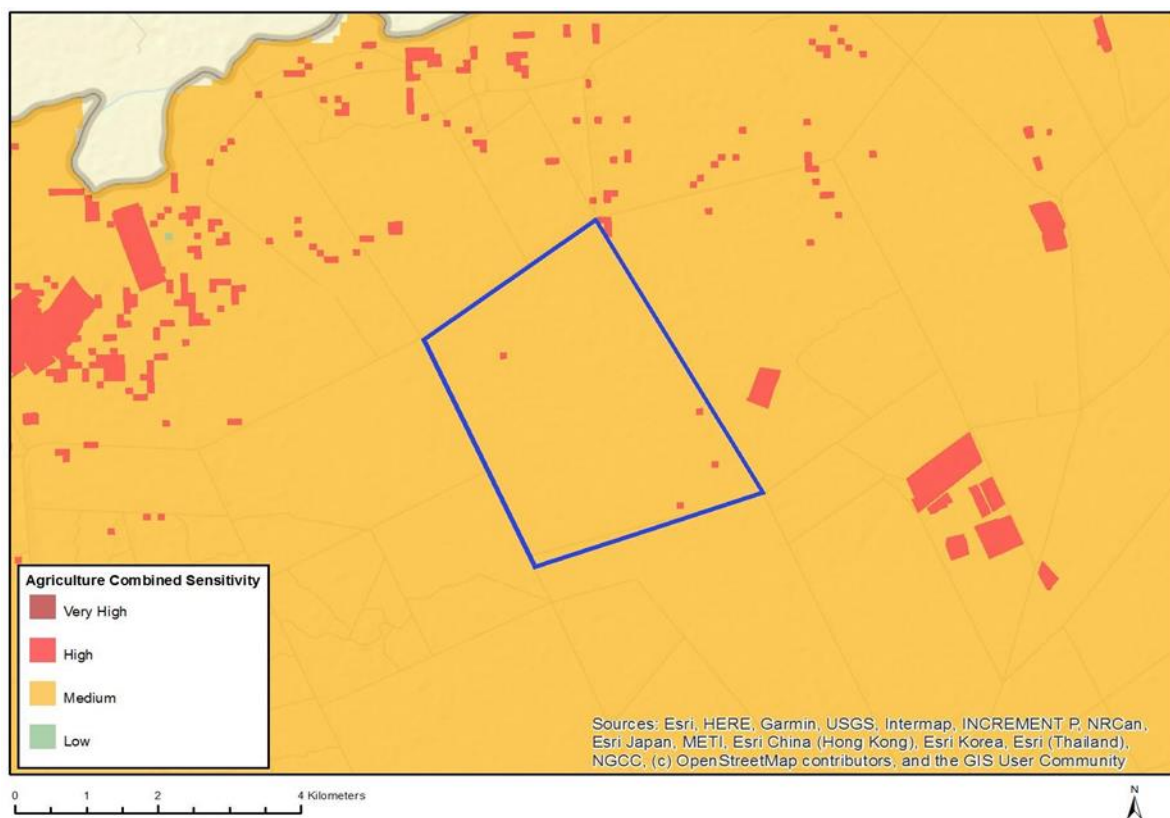 Agriculture Combined Sensitivity
Very High
High
Medium
Low
Sources: Esri, HERE, Garmin, USGS, Intermap, INCREMENT P, NRCan,
Esri Japan, METI, Esri China (Hong Kong), Esri Korea, Esri (Thailand),
NGCC, (c) OpenStreetMap contributors, and the GIS User Community
0 1 2 4 Kilometers
N